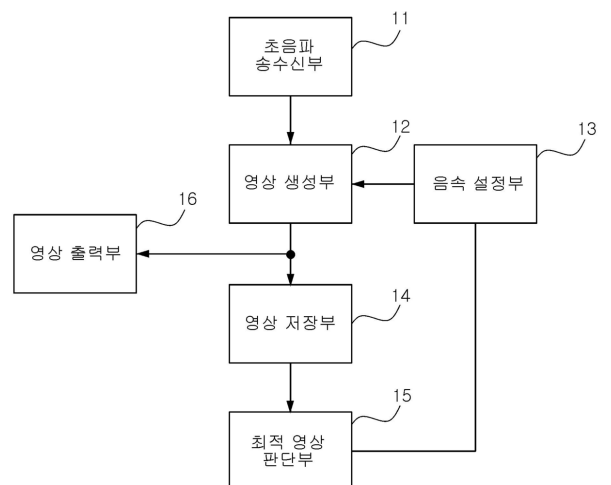 11
초음파
송수신부
12
영상 생성부
13
음속 설정부
16
영상 출력부
14
영상 저장부
15
최적 영상
판단부